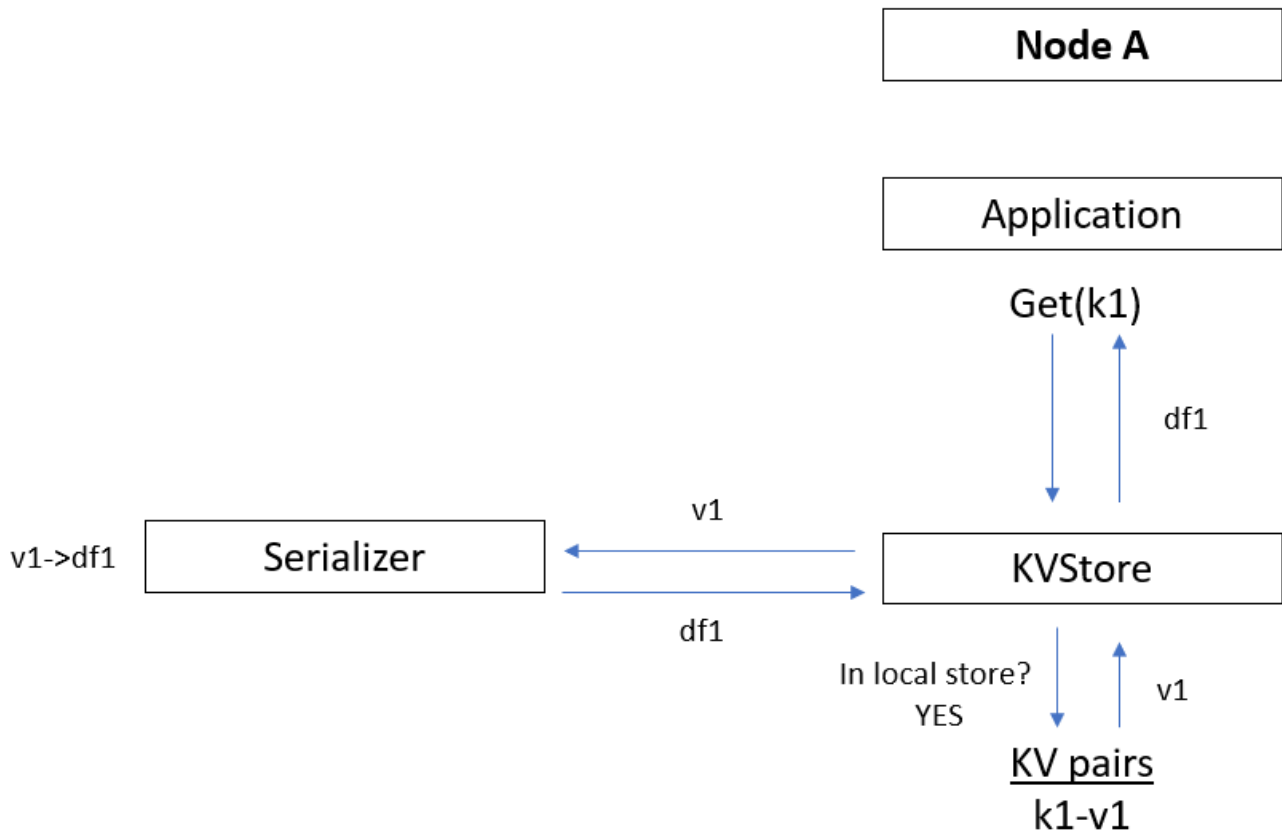 Node A
Application
Get(k1)
df1
v1
v1->df1
Serializer
KVStore
df1
In local store?
YES
v1
KV pairs
k1-v1